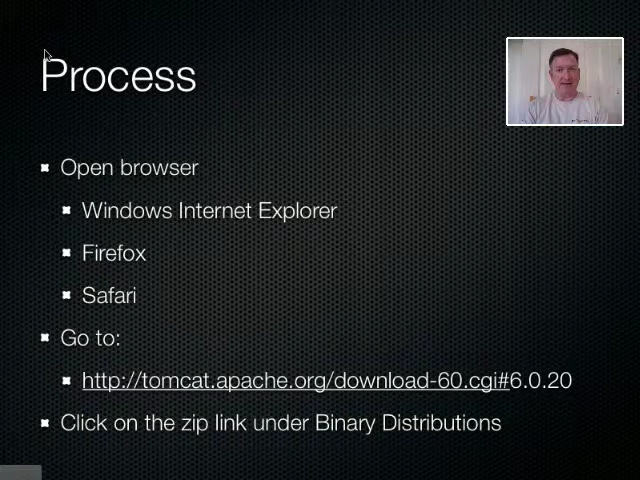 Process
Open browser
Windows Internet Explorer
Firefox
Safari
Go to:
http://tomcat.apache.org/download-60.cgi#6.0.20
Click on the zip link under Binary Distributions